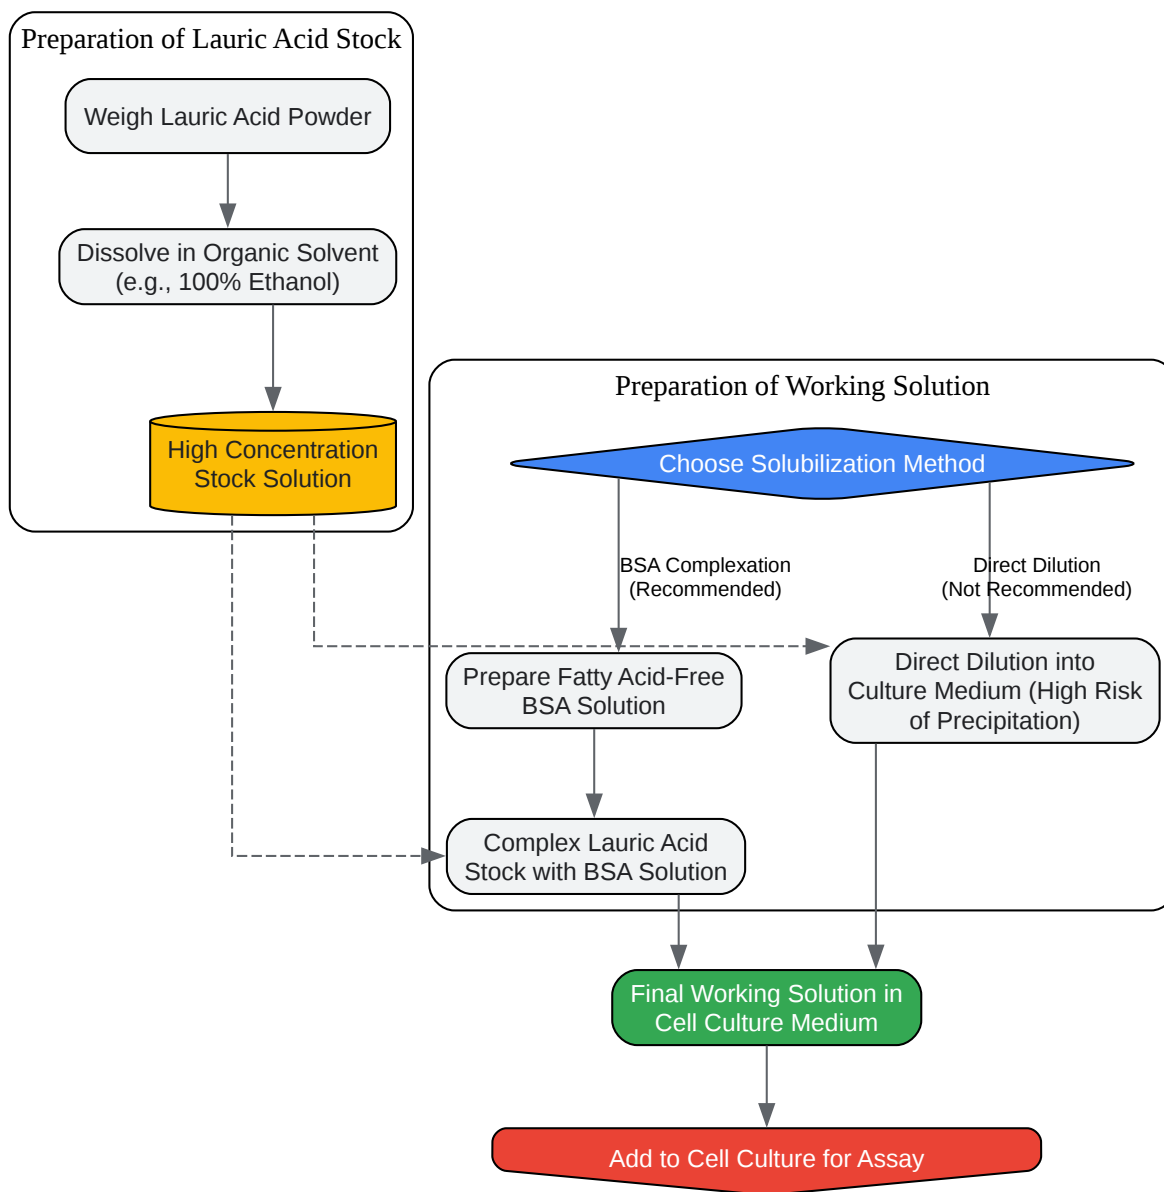 Preparation of Lauric Acid Stock
Weigh Lauric Acid Powder
Dissolve in Organic Solvent
(e.g., 100% Ethanol)
High Concentration
Stock Solution
Preparation of Working Solution
Choose Solubilization Method
BSA Complexation
(Recommended)
Direct Dilution
(Not Recommended)
Prepare Fatty Acid-Free
BSA Solution
Direct Dilution into
Culture Medium (High Risk
of Precipitation)
Complex Lauric Acid
Stock with BSA Solution
Final Working Solution in
Cell Culture Medium
Add to Cell Culture for Assay